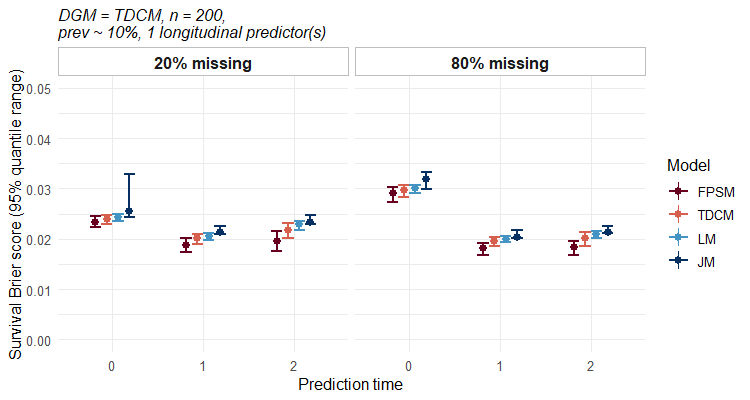 DGM = TDCM, n = 200,
prev ~ 10%, 1 longitudinal predictor(s)
20% missing
80% missing
Survival Brier score (95% quantile range)
0.05
0.04
0.03
0.02
0.01
0.00
0
1
2
0
1
2
Prediction time
Model
FPSM
TDCM
LM
JM